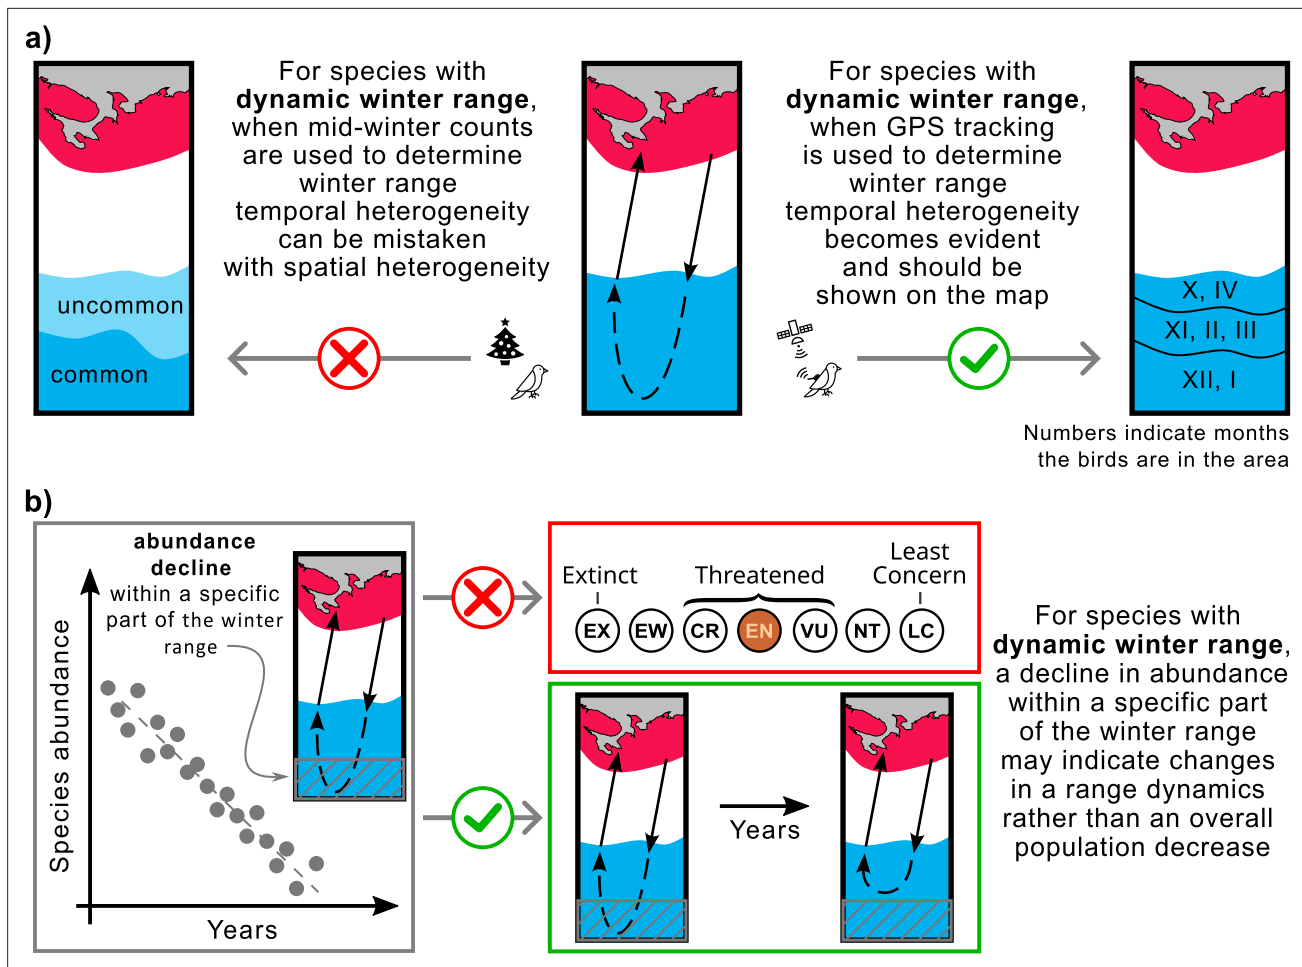 a)
For species with
dynamic winter range,
when mid-winter counts
are used to determine
winter range
temporal heterogeneity
can be mistaken
with spatial heterogeneity
For species with
dynamic winter range,
when GPS tracking
is used to determine
winter range
temporal heterogeneity
becomes evident
and should be
shown on the map
uncommon
common
X, IV
XI, II, III
XII, I
Numbers indicate months
the birds are in the area
b)
abundance
decline
within a specific
part of the winter
range
Species abundance
Years
Extinct
Threatened
Least
Concern
EX
EW
CR
EN
VU
NT
LC
Years
For species with
dynamic winter range,
a decline in abundance
within a specific part
of the winter range
may indicate changes
in a range dynamics
rather than an overall
population decrease